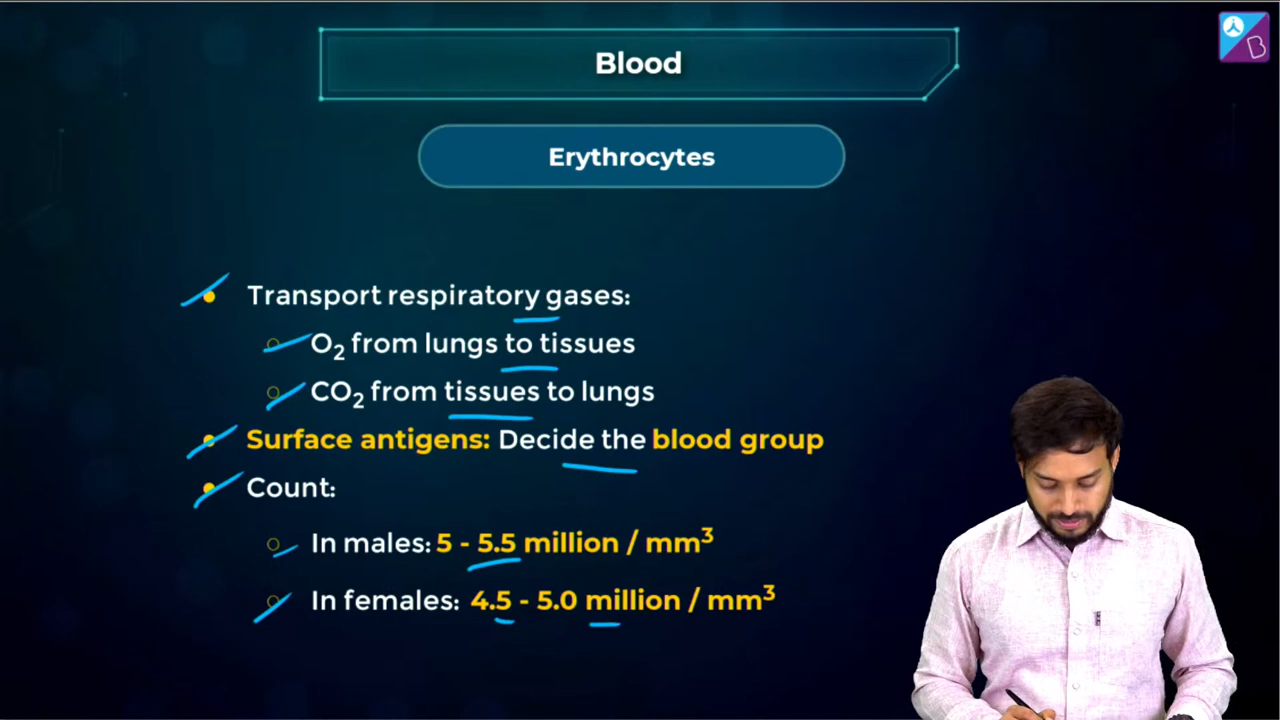 Blood
Erythrocytes
Transport respiratory gases:
O₂ from lungs to tissues
CO₂ from tissues to lungs
Surface antigens: Decide the blood group
Count:
In males: 5 - 5.5 million / mm³
In females: 4.5 - 5.0 million / mm³
B